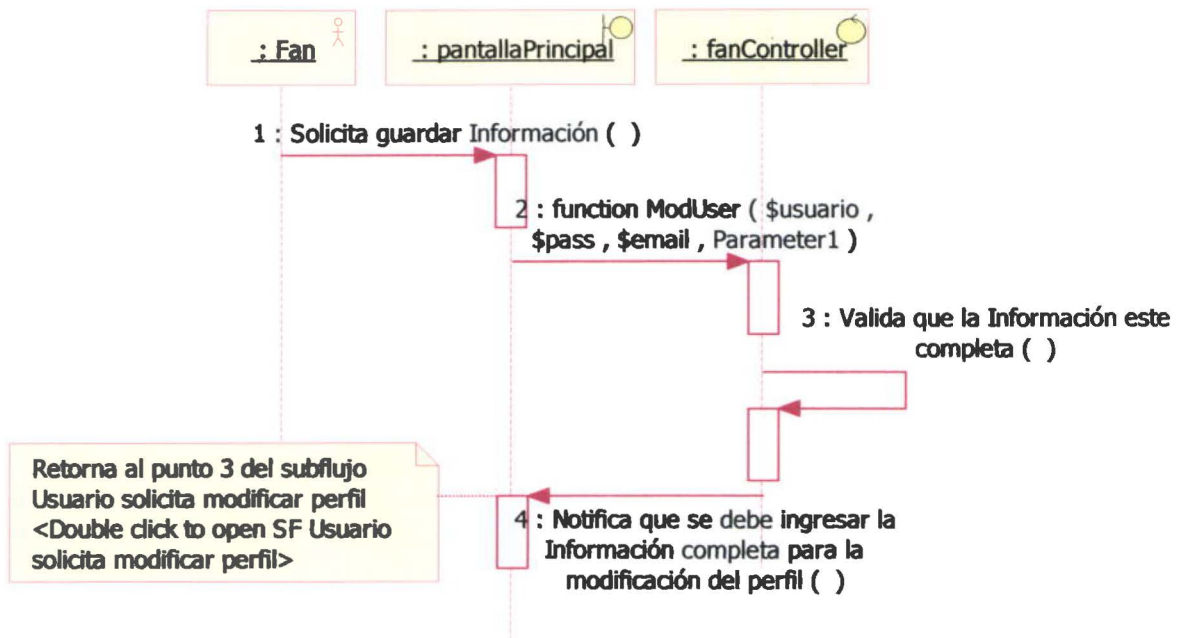 : Fan
: pantallaPrincipal
: fanController
1 : Solicita guardar Información ( )
2 : function ModUser ( $usuario ,
$pass , $email , Parameter1 )
3 : Valida que la Información este
completa ( )
Retorna al punto 3 del subflujo
Usuario solicita modificar perfil
<Double click to open SF Usuario
solicita modificar perfil>
4 : Notifica que se debe ingresar la
Información completa para la
modificación del perfil ( )